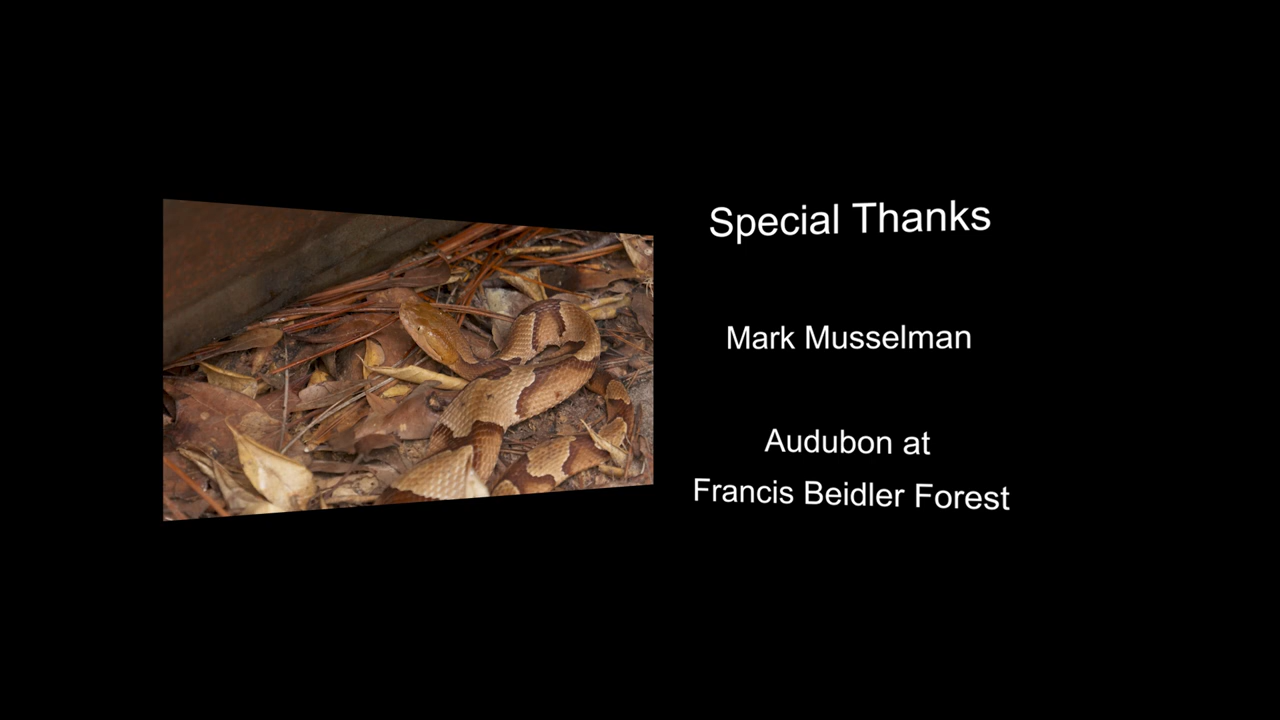 Special Thanks
Mark Musselman
Audubon at
Francis Beidler Forest